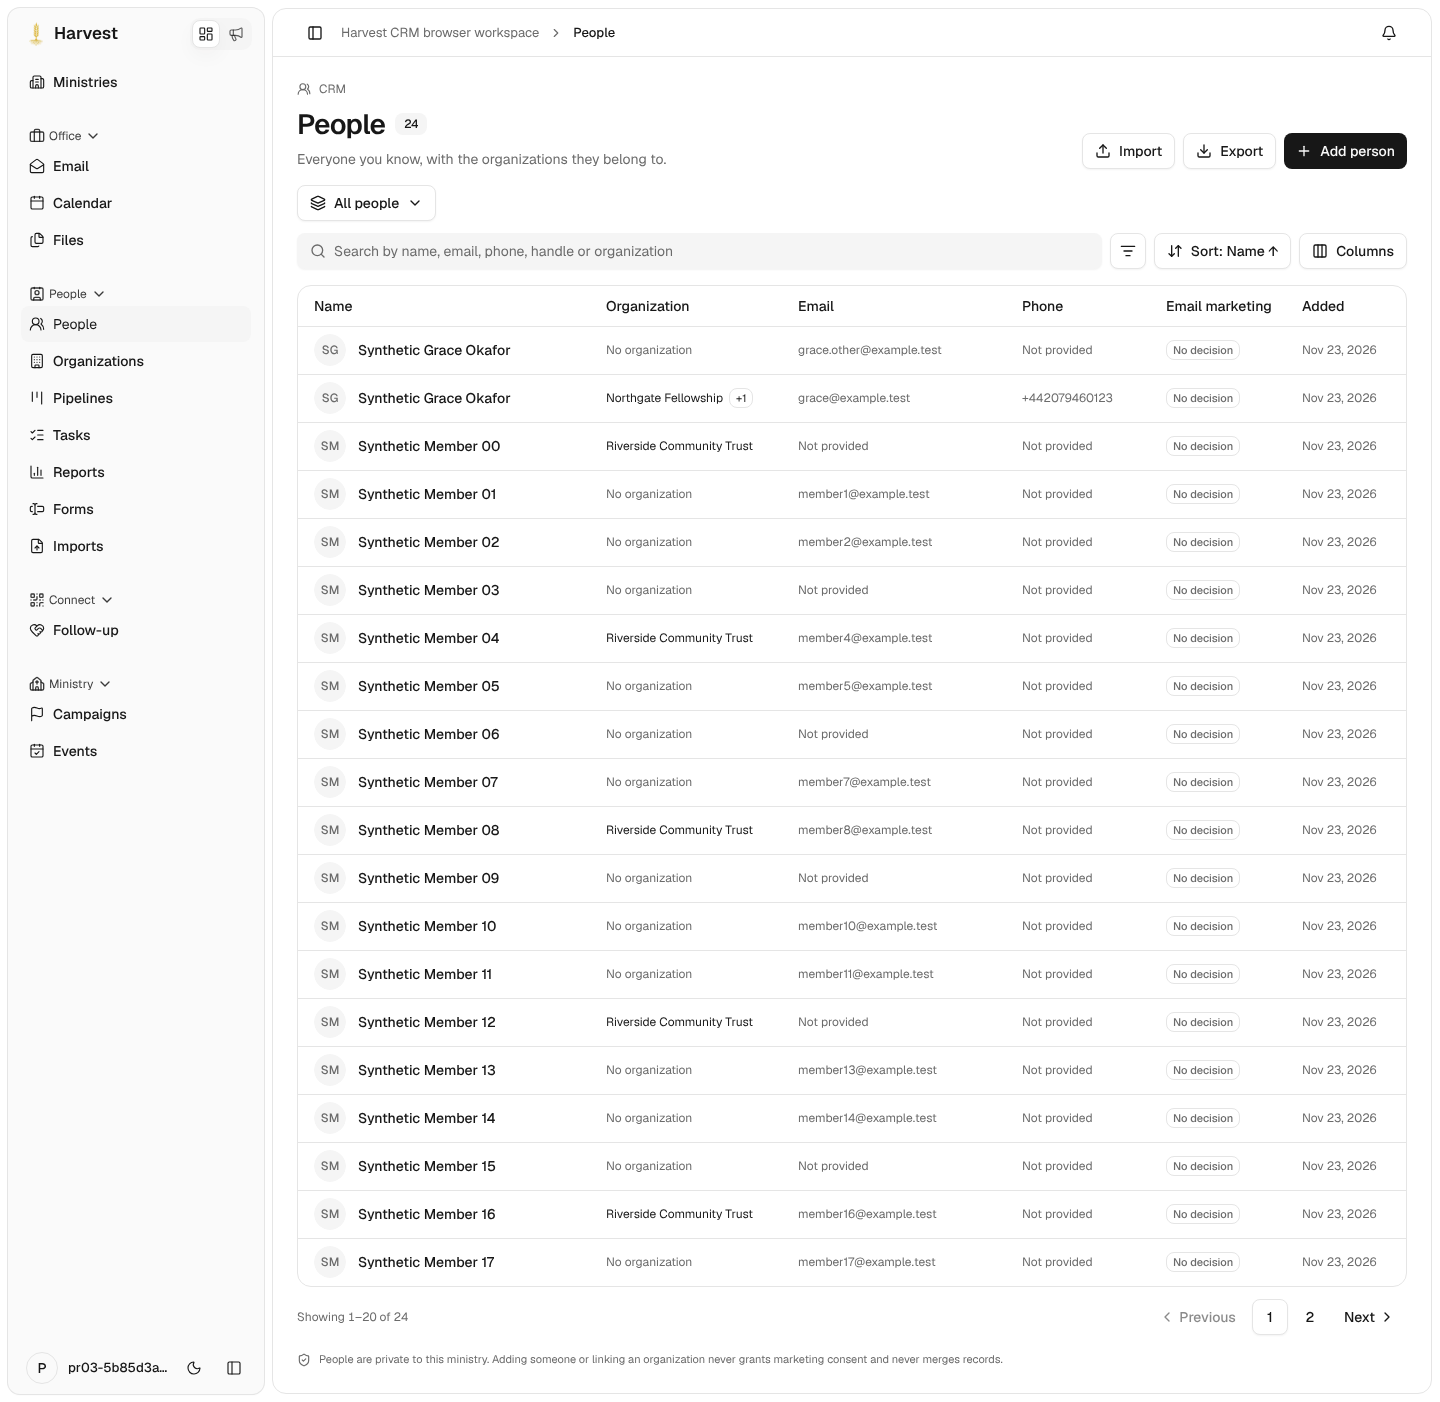 Harvest
Ministries
Office
Email
Calendar
Files
People
People
Organizations
Pipelines
Tasks
Reports
Forms
Imports
Connect
Follow-up
Ministry
Campaigns
Events
P pr03-5b85d3a...
Harvest CRM browser workspace > People
CRM
People 24
Everyone you know, with the organizations they belong to.
Import Export + Add person
All people
Search by name, email, phone, handle or organization
Sort: Name ↑ Columns
Name Organization Email Phone Email marketing Added
SG Synthetic Grace Okafor No organization grace.other@example.test Not provided No decision Nov 23, 2026
SG Synthetic Grace Okafor Northgate Fellowship +1 grace@example.test +442079460123 No decision Nov 23, 2026
SM Synthetic Member 00 Riverside Community Trust Not provided Not provided No decision Nov 23, 2026
SM Synthetic Member 01 No organization member1@example.test Not provided No decision Nov 23, 2026
SM Synthetic Member 02 No organization member2@example.test Not provided No decision Nov 23, 2026
SM Synthetic Member 03 No organization Not provided Not provided No decision Nov 23, 2026
SM Synthetic Member 04 Riverside Community Trust member4@example.test Not provided No decision Nov 23, 2026
SM Synthetic Member 05 No organization member5@example.test Not provided No decision Nov 23, 2026
SM Synthetic Member 06 No organization Not provided Not provided No decision Nov 23, 2026
SM Synthetic Member 07 No organization member7@example.test Not provided No decision Nov 23, 2026
SM Synthetic Member 08 Riverside Community Trust member8@example.test Not provided No decision Nov 23, 2026
SM Synthetic Member 09 No organization Not provided Not provided No decision Nov 23, 2026
SM Synthetic Member 10 No organization member10@example.test Not provided No decision Nov 23, 2026
SM Synthetic Member 11 No organization member11@example.test Not provided No decision Nov 23, 2026
SM Synthetic Member 12 Riverside Community Trust Not provided Not provided No decision Nov 23, 2026
SM Synthetic Member 13 No organization member13@example.test Not provided No decision Nov 23, 2026
SM Synthetic Member 14 No organization member14@example.test Not provided No decision Nov 23, 2026
SM Synthetic Member 15 No organization Not provided Not provided No decision Nov 23, 2026
SM Synthetic Member 16 Riverside Community Trust member16@example.test Not provided No decision Nov 23, 2026
SM Synthetic Member 17 No organization member17@example.test Not provided No decision Nov 23, 2026
Showing 1–20 of 24
Previous 1 2 Next
People are private to this ministry. Adding someone or linking an organization never grants marketing consent and never merges records.